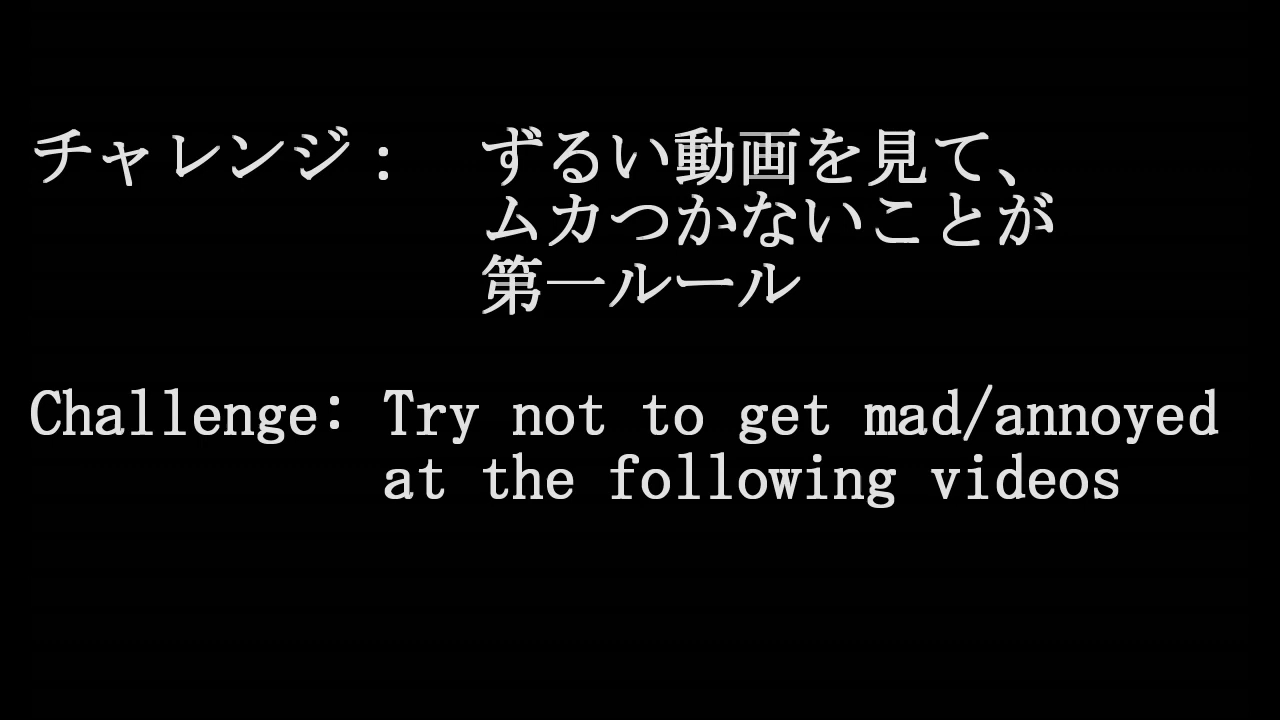 チャレンジ： ずるい動画を見て、
ムカつかないことが
第一ルール
Challenge: Try not to get mad/annoyed
at the following videos